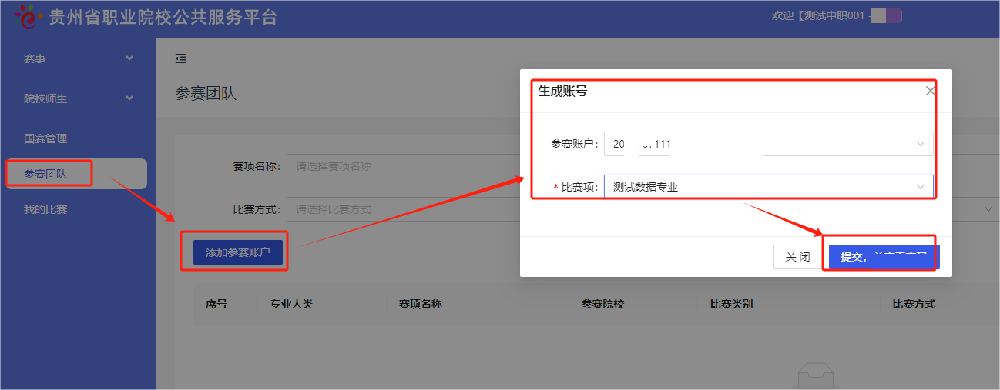 贵州省职业院校公共服务平台
欢迎【测试中职001 -
赛事
院校师生
国赛管理
参赛团队
我的比赛
参赛团队
赛项名称: 请选择赛项名称
比赛方式: 请选择比赛方式
添加参赛账户
序号 专业大类 赛项名称 参赛院校 比赛类别 比赛方式
生成账号
参赛账户: 20 111
* 比赛项: 测试数据专业
关 闭
提交,